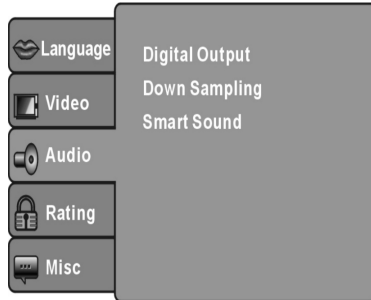 Language
Video
Audio
Rating
Misc
Digital Output
Down Sampling
Smart Sound